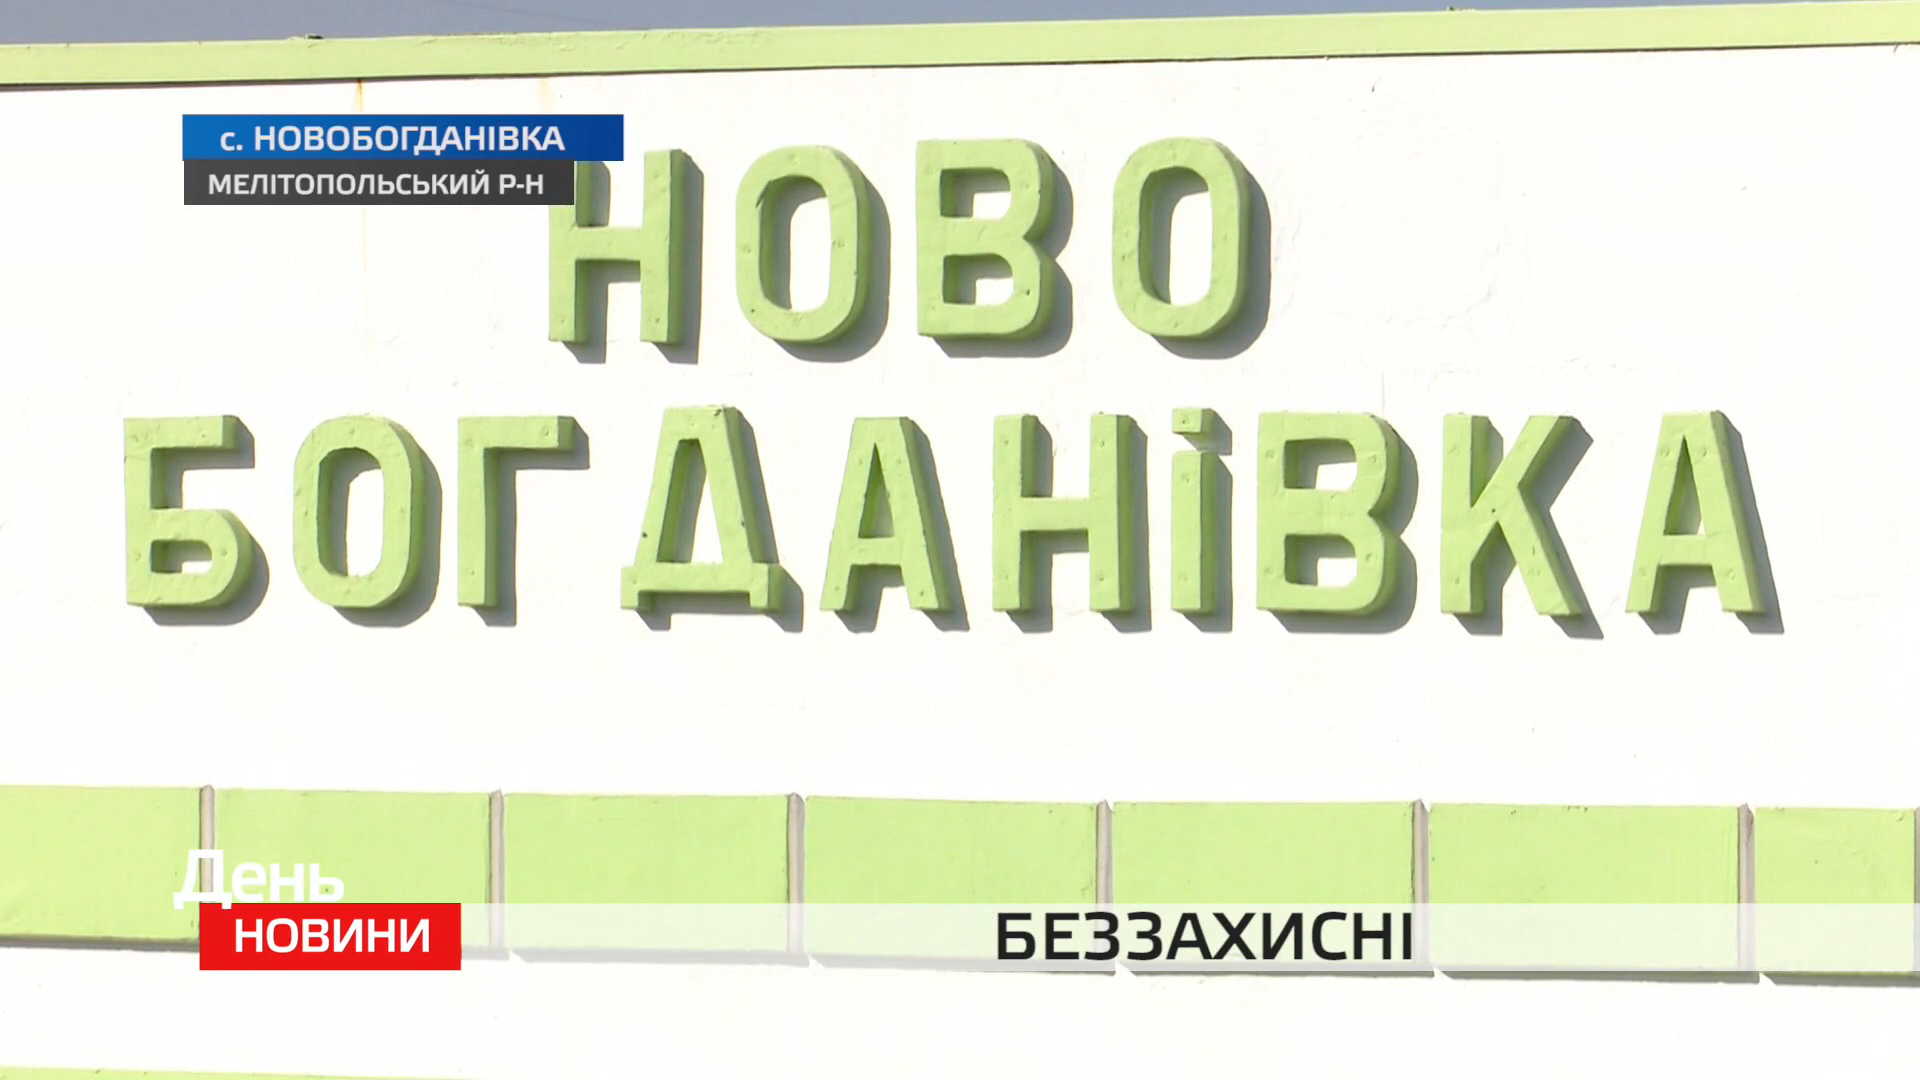 с. НОВОБОГДАНІВКА
МЕЛІТОПОЛЬСЬКИЙ Р-Н
НОВО
БОГДАНІВКА
День
НОВИНИ
БЕЗЗАХИСНІ